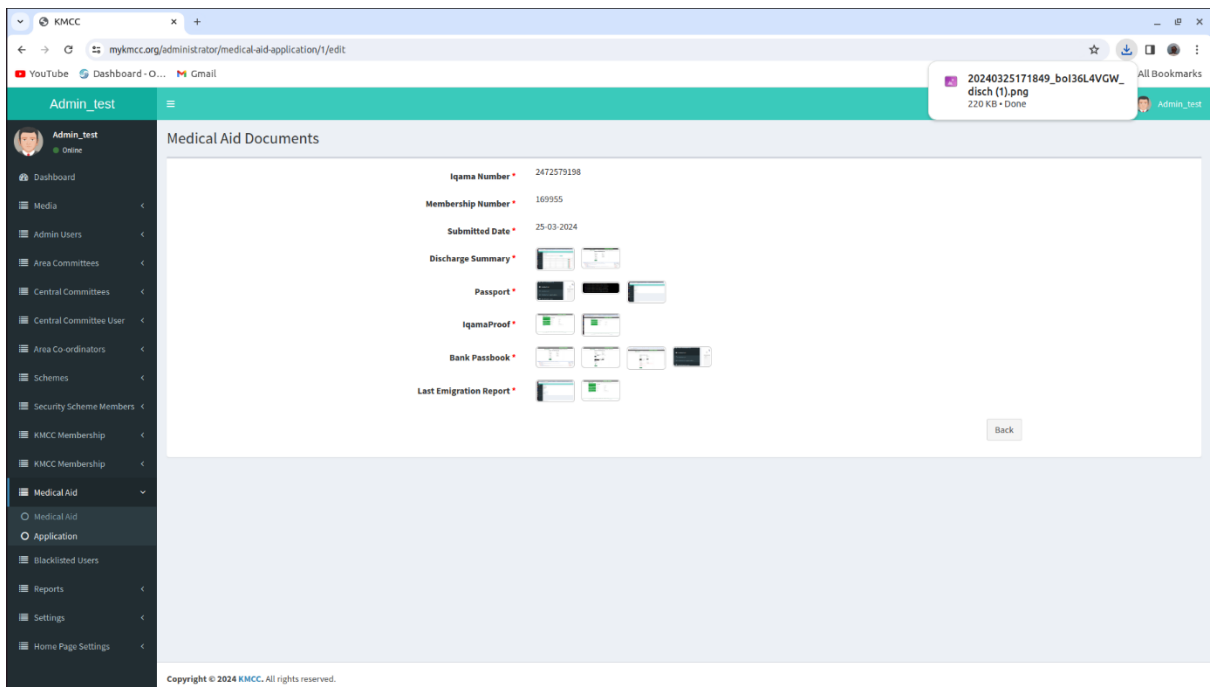 KMCC
mykmcc.org/administrator/medical-aid-application/1/edit
YouTube Dashboard - O... Gmail All Bookmarks
20240325171849_boI36L4VGW_
disch (1).png
220 KB • Done
Admin_test Admin_test
Admin_test
Online
Medical Aid Documents
Dashboard
Media
Admin Users
Area Committees
Central Committees
Central Committee User
Area Co-ordinators
Schemes
Security Scheme Members
KMCC Membership
KMCC Membership
Medical Aid
Medical Aid
Application
Blacklisted Users
Reports
Settings
Home Page Settings
Iqama Number * 2472579198
Membership Number * 169955
Submitted Date * 25-03-2024
Discharge Summary *
Passport *
IqamaProof *
Bank Passbook *
Last Emigration Report *
Back
Copyright © 2024 KMCC. All rights reserved.